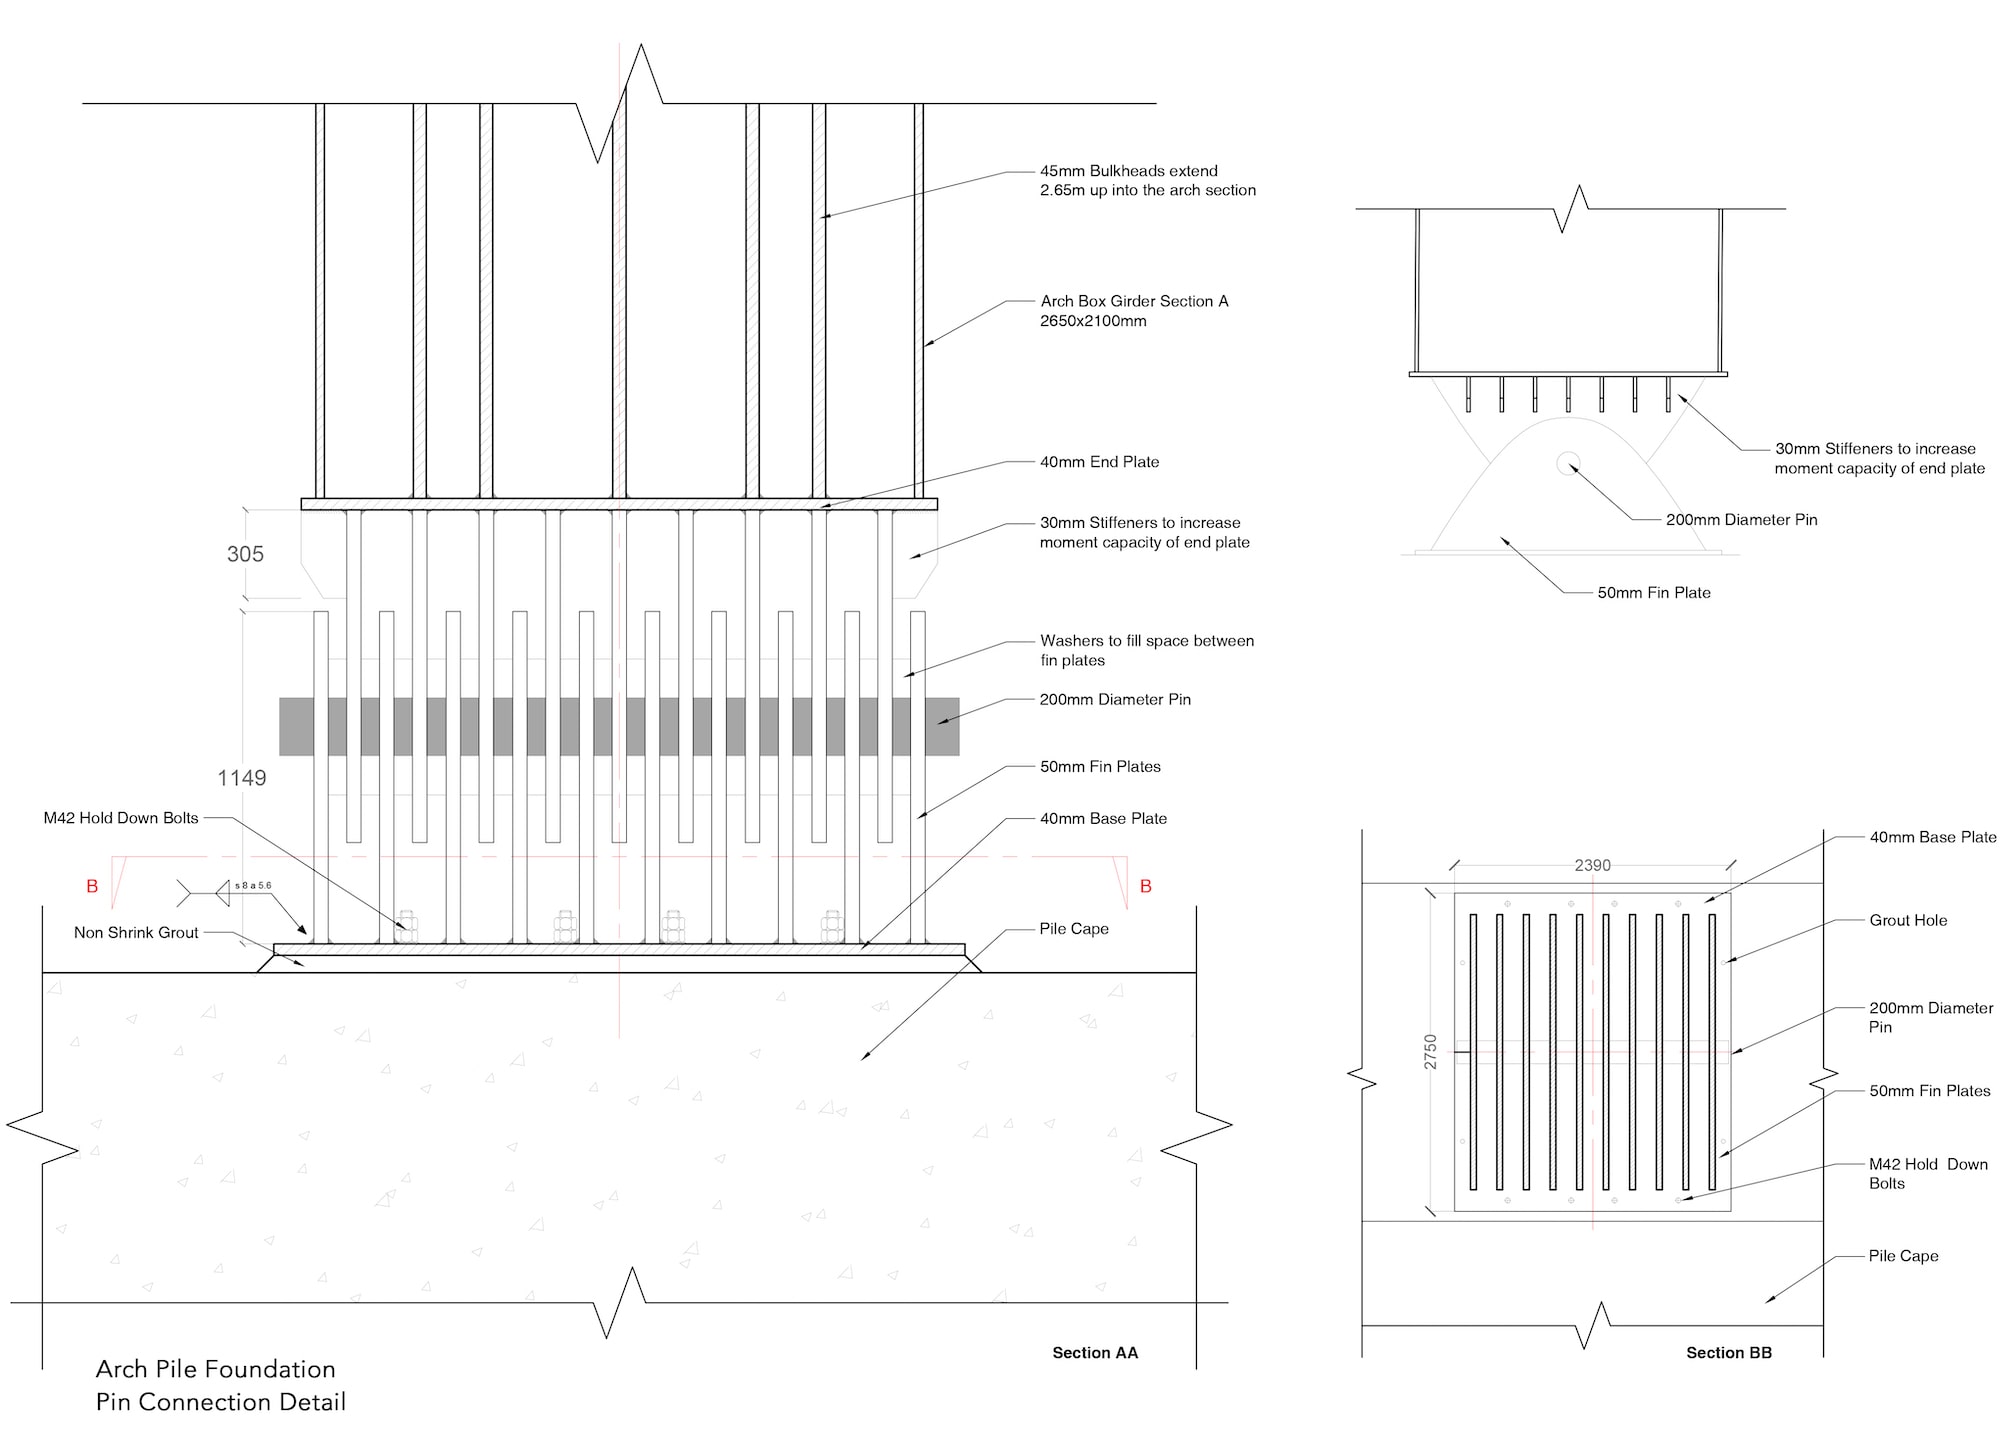 45mm Bulkheads extend
2.65m up into the arch section
Arch Box Girder Section A
2650x2100mm
40mm End Plate
30mm Stiffeners to increase
moment capacity of end plate
305
Washers to fill space between
fin plates
200mm Diameter Pin
1149
50mm Fin Plates
M42 Hold Down Bolts
40mm Base Plate
B
B
s 8 a 5.6
Non Shrink Grout
Pile Cape
Section AA
Arch Pile Foundation
Pin Connection Detail
30mm Stiffeners to increase
moment capacity of end plate
200mm Diameter Pin
50mm Fin Plate
40mm Base Plate
2390
Grout Hole
200mm Diameter
Pin
2750
50mm Fin Plates
M42 Hold  Down
Bolts
Pile Cape
Section BB